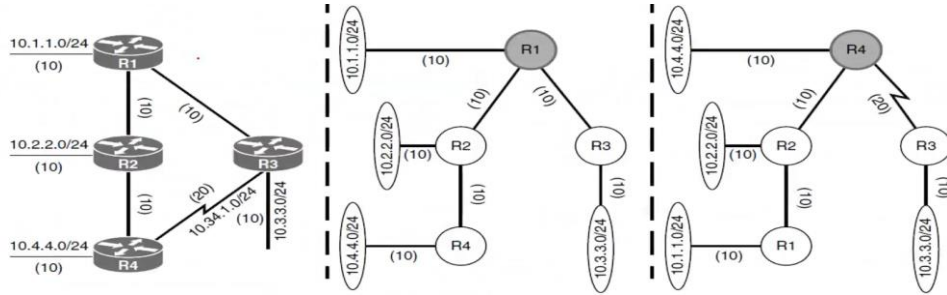 10.1.1.0/24
(10)
R1
(10)
(10)
10.2.2.0/24
(10)
R2
R3
(10)
(20)
10.34.1.0/24
(10)
10.3.3.0/24
10.4.4.0/24
(10)
R4
10.1.1.0/24
(10)
R1
(10)
(10)
10.2.2.0/24
(10)
R2
R3
(10)
(10)
10.4.4.0/24
(10)
R4
10.3.3.0/24
10.4.4.0/24
(10)
R4
(10)
(20)
10.2.2.0/24
(10)
R2
R3
(10)
(10)
10.1.1.0/24
(10)
R1
10.3.3.0/24